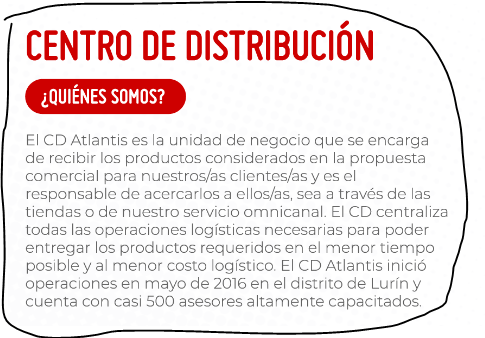 CENTRO DE DISTRIBUCIÓN
¿QUIÉNES SOMOS?
El CD Atlantis es la unidad de negocio que se encarga
de recibir los productos considerados en la propuesta
comercial para nuestros/as clientes/as y es el
responsable de acercarlos a ellos/as, sea a través de las
tiendas o de nuestro servicio omnicanal. El CD centraliza
todas las operaciones logísticas necesarias para poder
entregar los productos requeridos en el menor tiempo
posible y al menor costo logístico. El CD Atlantis inició
operaciones en mayo de 2016 en el distrito de Lurín y
cuenta con casi 500 asesores altamente capacitados.